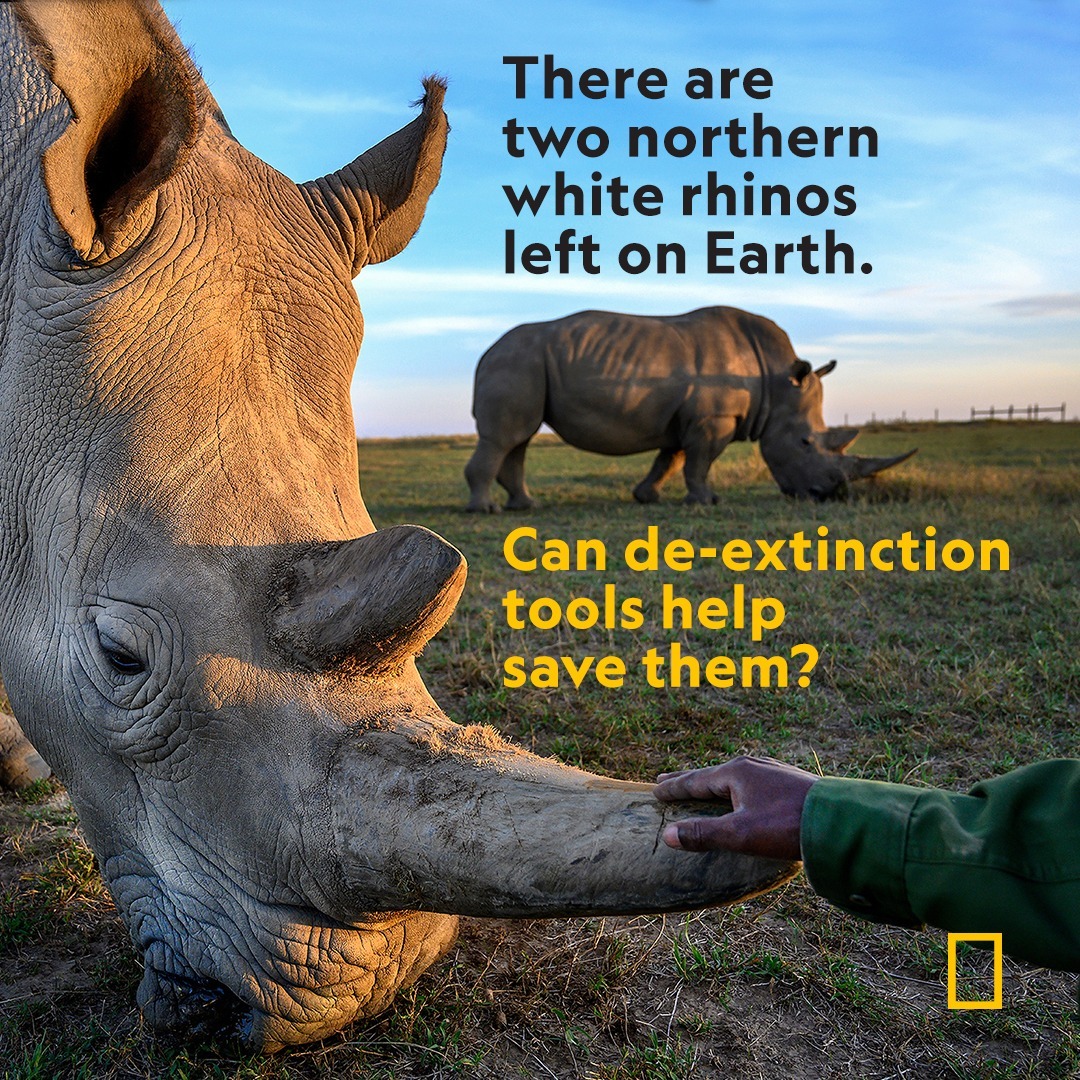 There are
two northern
white rhinos
left on Earth.
Can de-extinction
tools help
save them?